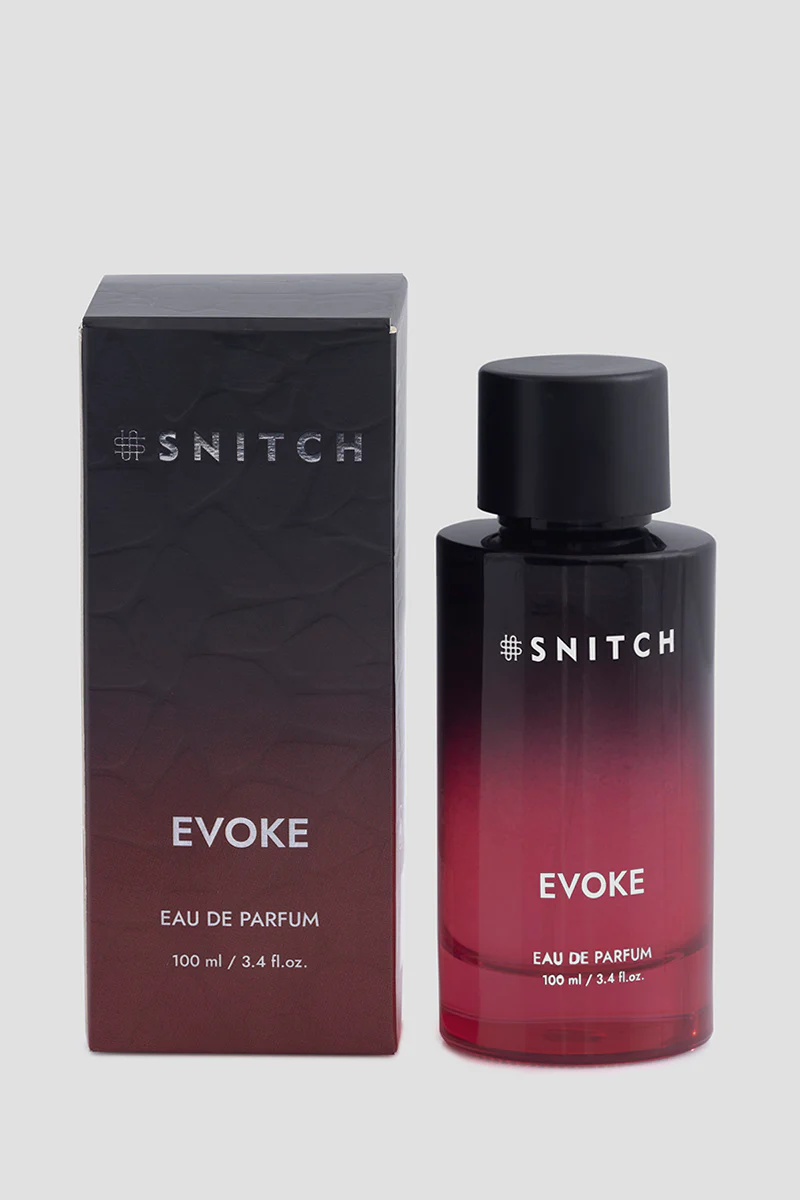 SNITCH
EVOKE
EAU DE PARFUM
100 ml / 3.4 fl.oz.
SNITCH
EVOKE
EAU DE PARFUM
100 ml / 3.4 fl.oz.